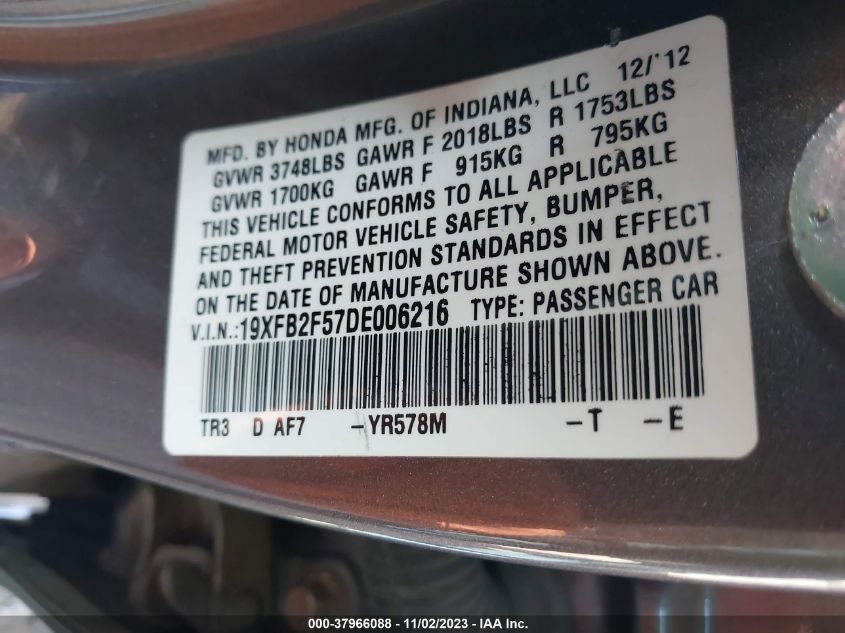 MFD. BY HONDA MFG. OF INDIANA, LLC 12/'12
GVWR 3748LBS GAWR F 2018LBS R 1753LBS
GVWR 1700KG GAWR F 915KG R 795KG
THIS VEHICLE CONFORMS TO ALL APPLICABLE
FEDERAL MOTOR VEHICLE SAFETY, BUMPER,
AND THEFT PREVENTION STANDARDS IN EFFECT
ON THE DATE OF MANUFACTURE SHOWN ABOVE.
V.I.N.:19XFB2F57DE006216 TYPE: PASSENGER CAR
TR3 D AF7 -YR578M -T -E
000-37966088 - 11/02/2023 - IAA Inc.